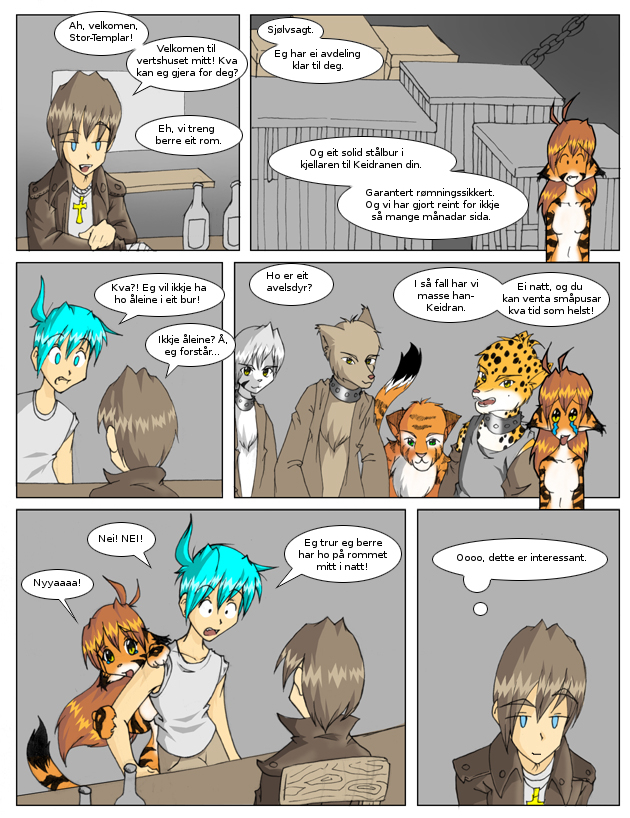 Ah, velkomen,
Stor-Templar!
Velkomen til
vertshuset mitt! Kva
kan eg gjera for deg?
Eh, vi treng
berre eit rom.
Sjølvsagt.
Eg har ei avdeling
klar til deg.
Og eit solid stålbur i
kjellaren til Keidranen din.
Garantert rømningssikkert.
Og vi har gjort reint for ikkje
så mange månadar sida.
Kva?! Eg vil ikkje ha
ho åleine i eit bur!
Ikkje åleine? Å,
eg forstår...
Ho er eit
avelsdyr?
I så fall har vi
masse han-
Keidran.
Ei natt, og du
kan venta småpusar
kva tid som helst!
Nei! NEI!
Eg trur eg berre
har ho på rommet
mitt i natt!
Nyyaaaa!
Oooo, dette er interessant.